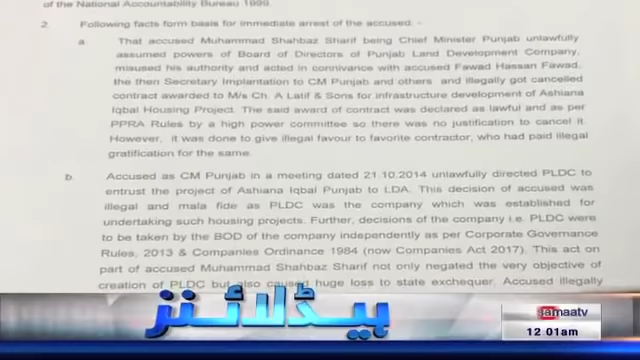 of the National Accountability Bureau 1999.
2. Following facts form basis for immediate arrest of the accused. -
a. That accused Muhammad Shahbaz Sharif being Chief Minister Punjab unlawfully
assumed powers of Board of Directors of Punjab Land Development Company,
misused his authority and acted in connivance with accused Fawad Hassan Fawad,
the then Secretary Implantation to CM Punjab and others and illegally got cancelled
contract awarded to M/s Ch. A Latif & Sons for infrastructure development of Ashiana
Iqbal Housing Project. The said award of contract was declared as lawful and as per
PPRA Rules by a high power committee so there was no justification to cancel it.
However, it was done to give illegal favour to favorite contractor, who had paid illegal
gratification for the same.
b. Accused as CM Punjab in a meeting dated 21.10.2014 unlawfully directed PLDC to
entrust the project of Ashiana Iqbal Punjab to LDA. This decision of accused was
illegal and mala fide as PLDC was the company which was established for
undertaking such housing projects. Further, decisions of the company i.e. PLDC were
to be taken by the BOD of the company independently as per Corporate Governance
Rules, 2013 & Companies Ordinance 1984 (now Companies Act 2017). This act on
part of accused Muhammad Shahbaz Sharif not only negated the very objective of
creation of PLDC but also caused huge loss to state exchequer. Accused illegally
ہیڈلائنز
samaatv
12:01am